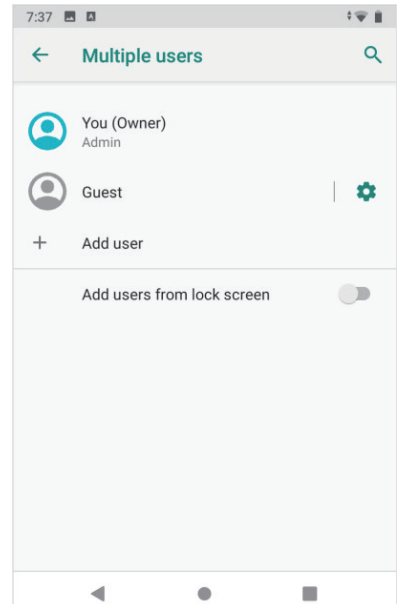 7:37
Multiple users
You (Owner)
Admin
Guest
Add user
Add users from lock screen